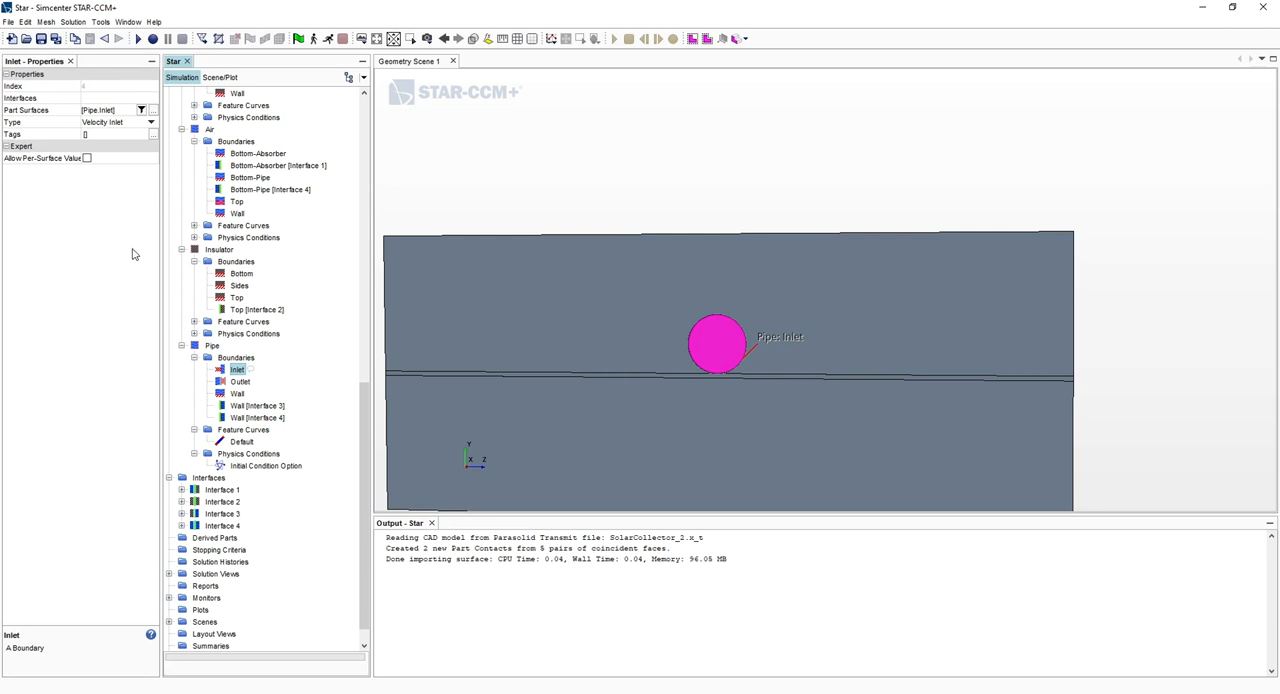 Star - Simcenter STAR-CCM+
File Edit Mesh Solution Tools Window Help
Inlet - Properties
Properties
Index 4
Interfaces
Part Surfaces [Pipe.Inlet]
Type Velocity Inlet
Tags []
Expert
Allow Per-Surface Value
Inlet
A Boundary
Star
Simulation Scene/Plot
Wall
Feature Curves
Physics Conditions
Air
Boundaries
Bottom-Absorber
Bottom-Absorber [Interface 1]
Bottom-Pipe
Bottom-Pipe [Interface 4]
Top
Wall
Feature Curves
Physics Conditions
Insulator
Boundaries
Bottom
Sides
Top
Top [Interface 2]
Feature Curves
Physics Conditions
Pipe
Boundaries
Inlet
Outlet
Wall
Wall [Interface 3]
Wall [Interface 4]
Feature Curves
Default
Physics Conditions
Initial Condition Option
Interfaces
Interface 1
Interface 2
Interface 3
Interface 4
Derived Parts
Stopping Criteria
Solution Histories
Solution Views
Reports
Monitors
Plots
Scenes
Layout Views
Summaries
Geometry Scene 1
STAR-CCM+
Pipe: Inlet
Y
X Z
Output - Star
Reading CAD model from Parasolid Transmit file: SolarCollector_2.x_t
Created 2 new Part Contacts from 5 pairs of coincident faces.
Done importing surface: CPU Time: 0.04, Wall Time: 0.04, Memory: 96.05 MB